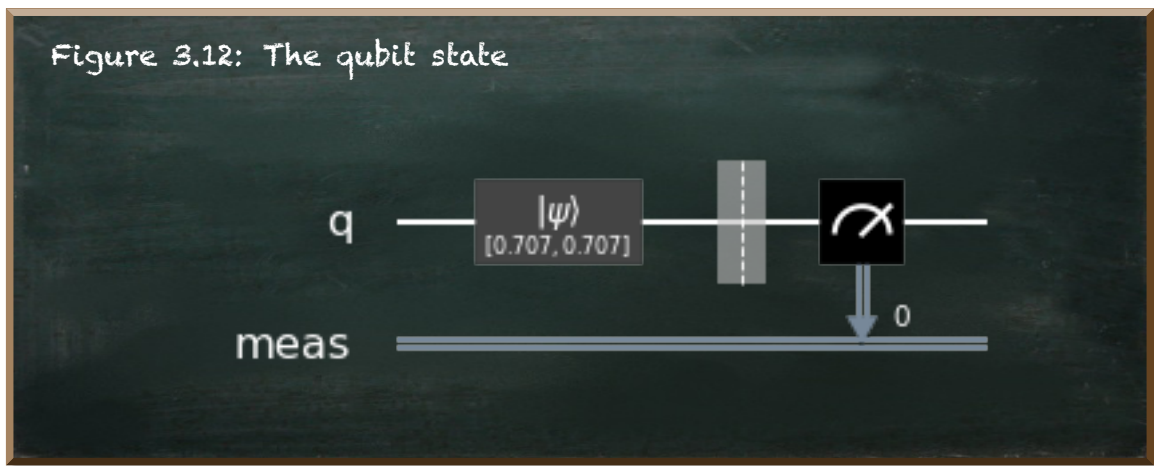 Figure 3.12: The qubit state
|ψ⟩
q
[0.707, 0.707]
0
meas